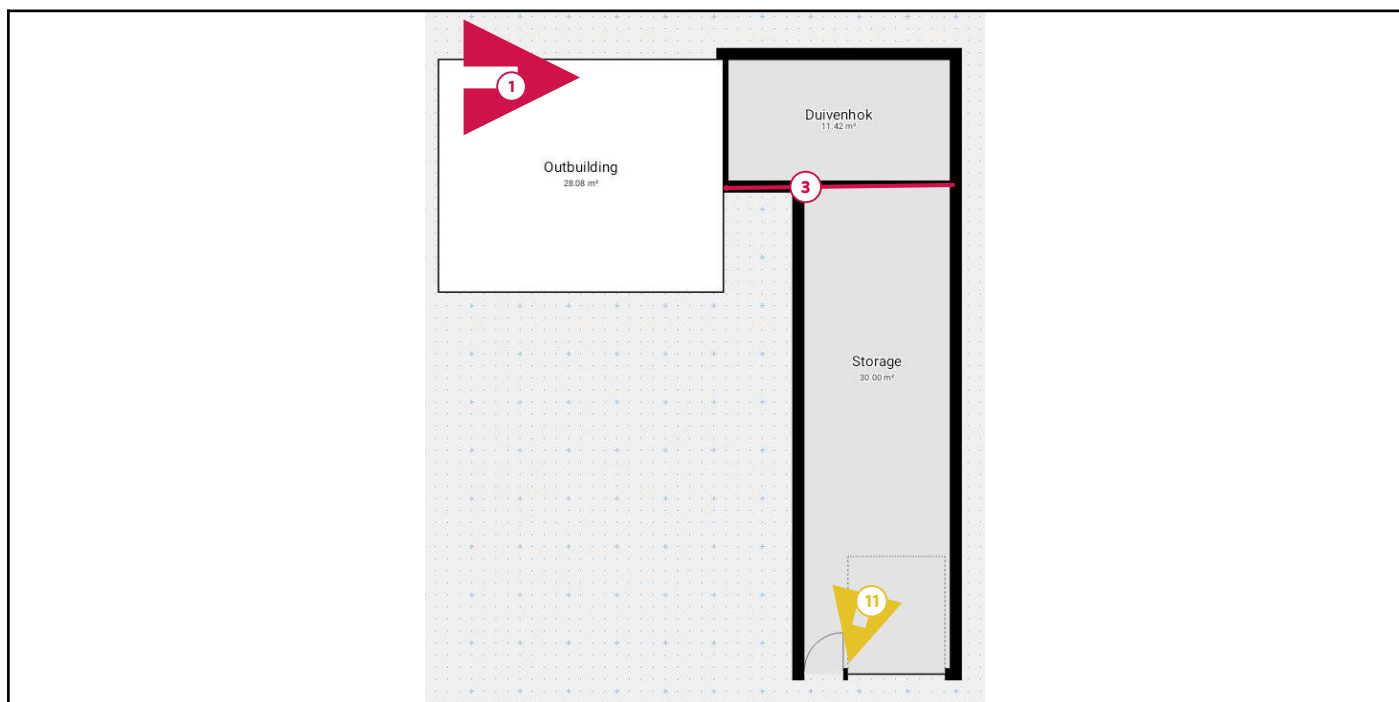 1
Duivenhok
11.42 m²
Outbuilding
28.08 m²
3
Storage
30.00 m²
11